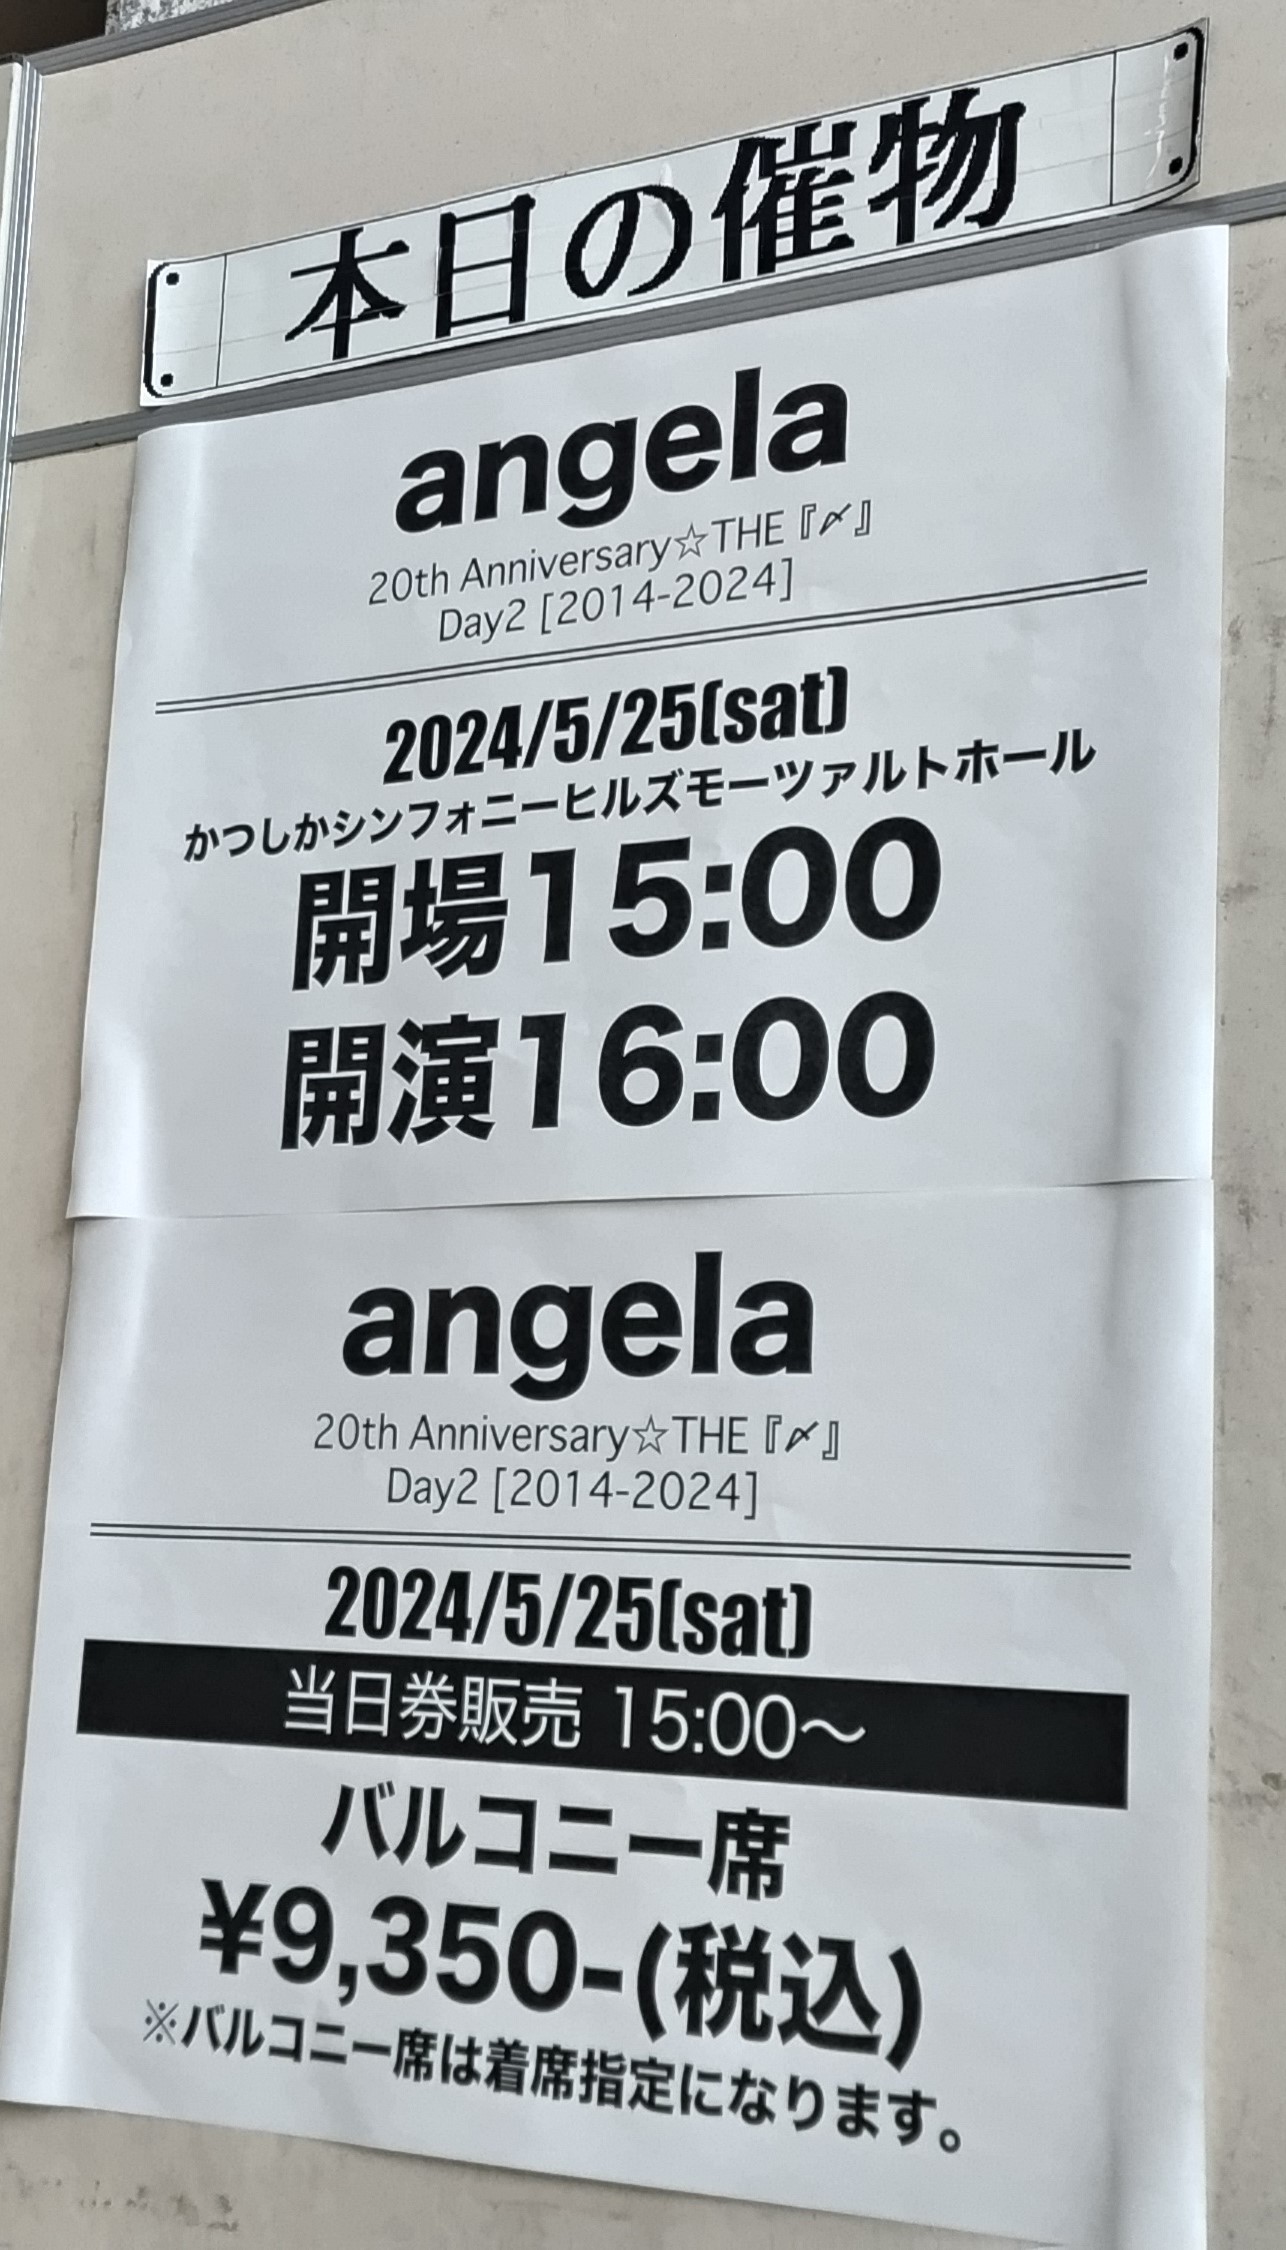 本日の催物
angela
20th Anniversary☆THE『〆』
Day2 [2014-2024]
2024/5/25(sat)
かつしかシンフォニーヒルズモーツァルトホール
開場15:00
開演16:00
angela
20th Anniversary☆THE『〆』
Day2 [2014-2024]
2024/5/25(sat)
当日券販売 15:00〜
バルコニー席
¥9,350-(税込)
※バルコニー席は着席指定になります。